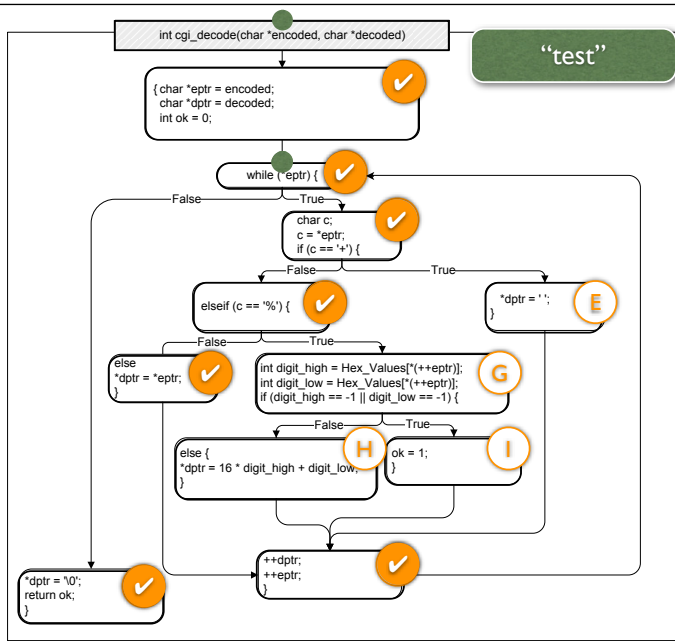 int cgi_decode(char *encoded, char *decoded)
“test”
{ char *eptr = encoded;
char *dptr = decoded;
int ok = 0;
while (*eptr) {
False
True
char c;
c = *eptr;
if (c == '+') {
False
True
elseif (c == '%') {
*dptr = ' ';
}
E
False
True
else
*dptr = *eptr;
}
int digit_high = Hex_Values[*(++eptr)];
int digit_low = Hex_Values[*(++eptr)];
if (digit_high == -1 || digit_low == -1) {
G
False
True
else {
*dptr = 16 * digit_high + digit_low;
}
H
ok = 1;
}
I
++dptr;
++eptr;
}
*dptr = '\0';
return ok;
}